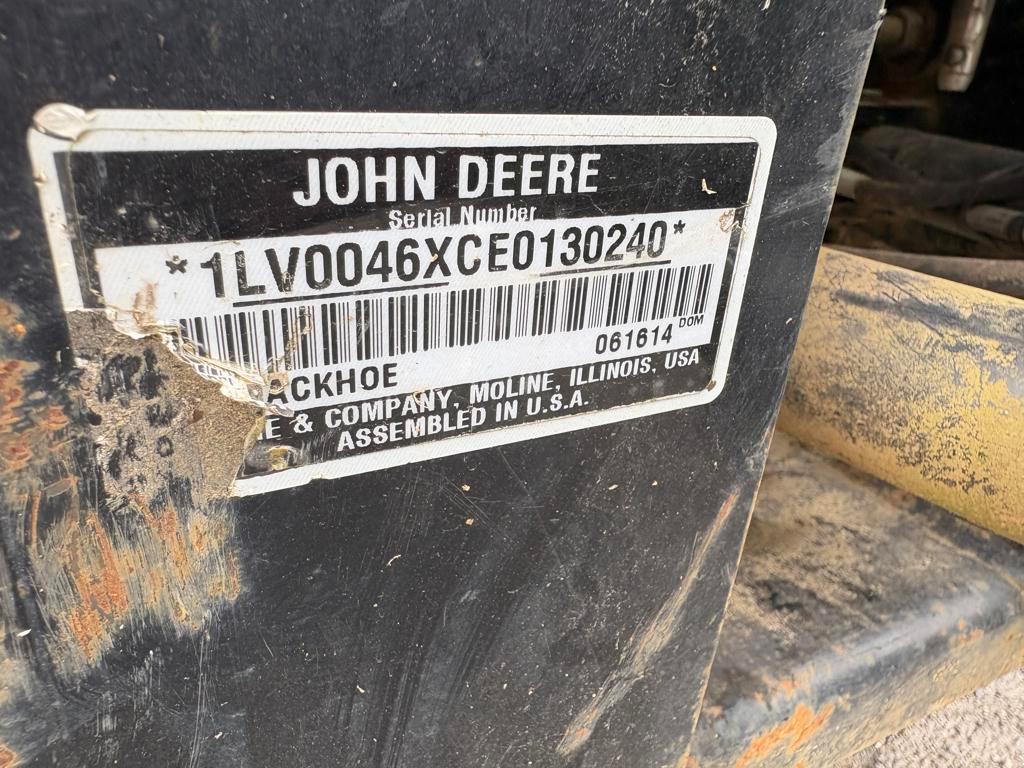 JOHN DEERE
Serial Number
*1LV0046XCE0130240*
ACKHOE
061614 DOM
& COMPANY, MOLINE, ILLINOIS, USA
ASSEMBLED IN U.S.A.